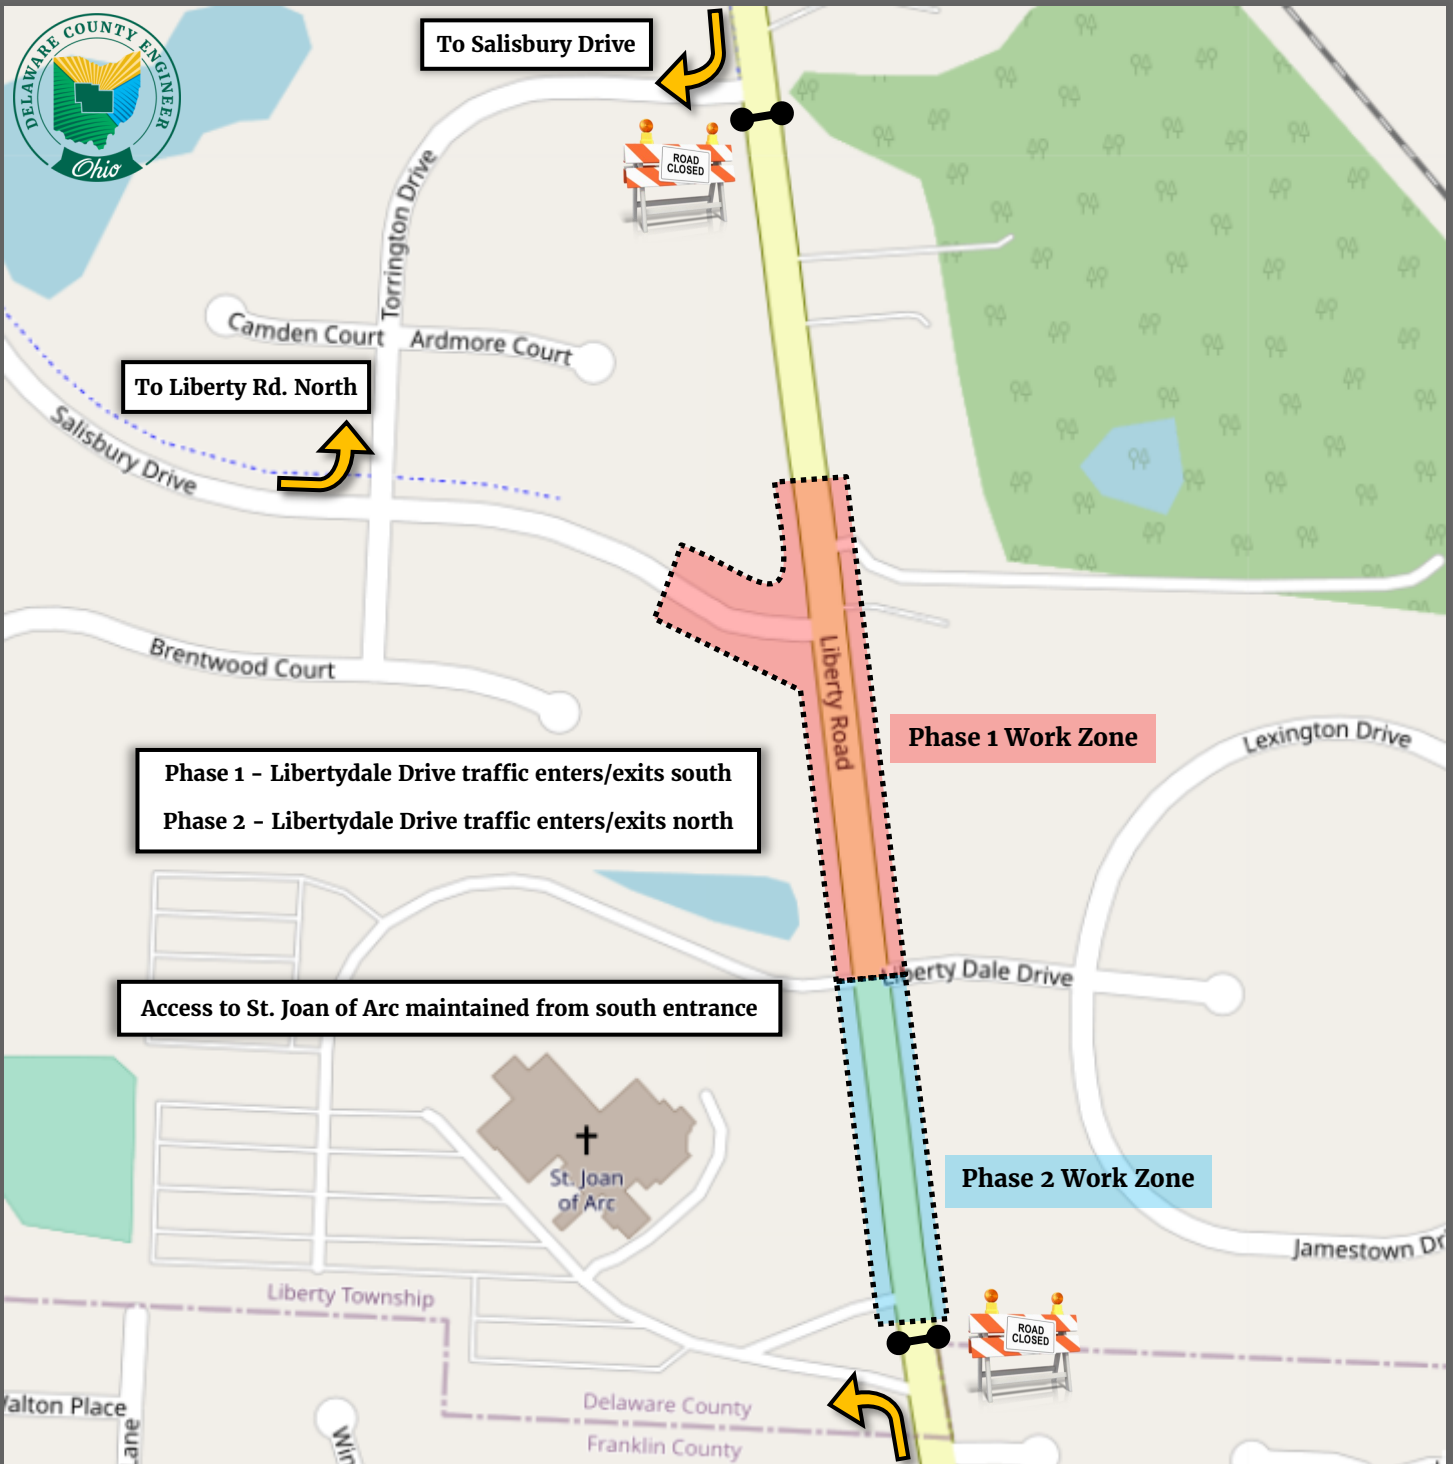 DELAWARE COUNTY ENGINEER
Ohio
To Salisbury Drive
ROAD
CLOSED
Torrington Drive
Camden Court
Ardmore Court
To Liberty Rd. North
Salisbury Drive
Brentwood Court
Liberty Road
Phase 1 Work Zone
Lexington Drive
Phase 1 - Libertydale Drive traffic enters/exits south
Phase 2 - Libertydale Drive traffic enters/exits north
Liberty Dale Drive
Access to St. Joan of Arc maintained from south entrance
St. Joan
of Arc
Phase 2 Work Zone
Jamestown Dr
Liberty Township
ROAD
CLOSED
alton Place
Lane
Win
Delaware County
Franklin County